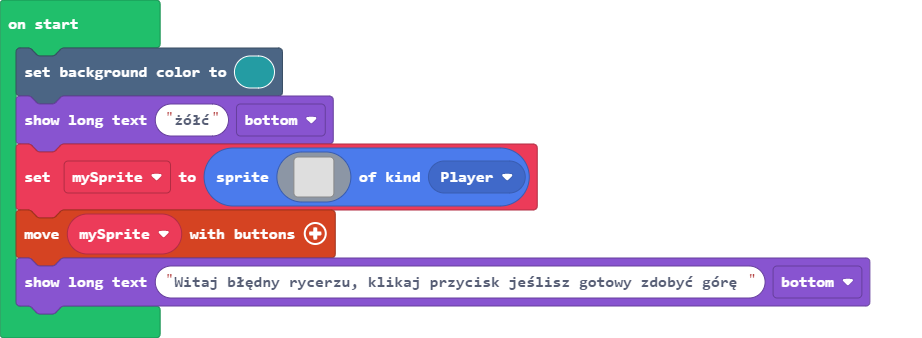 on start
set background color to
show long text "żółć" bottom
set mySprite to sprite of kind Player
move mySprite with buttons
show long text "Witaj błędny rycerzu, klikaj przycisk jeślisz gotowy zdobyć górę " bottom